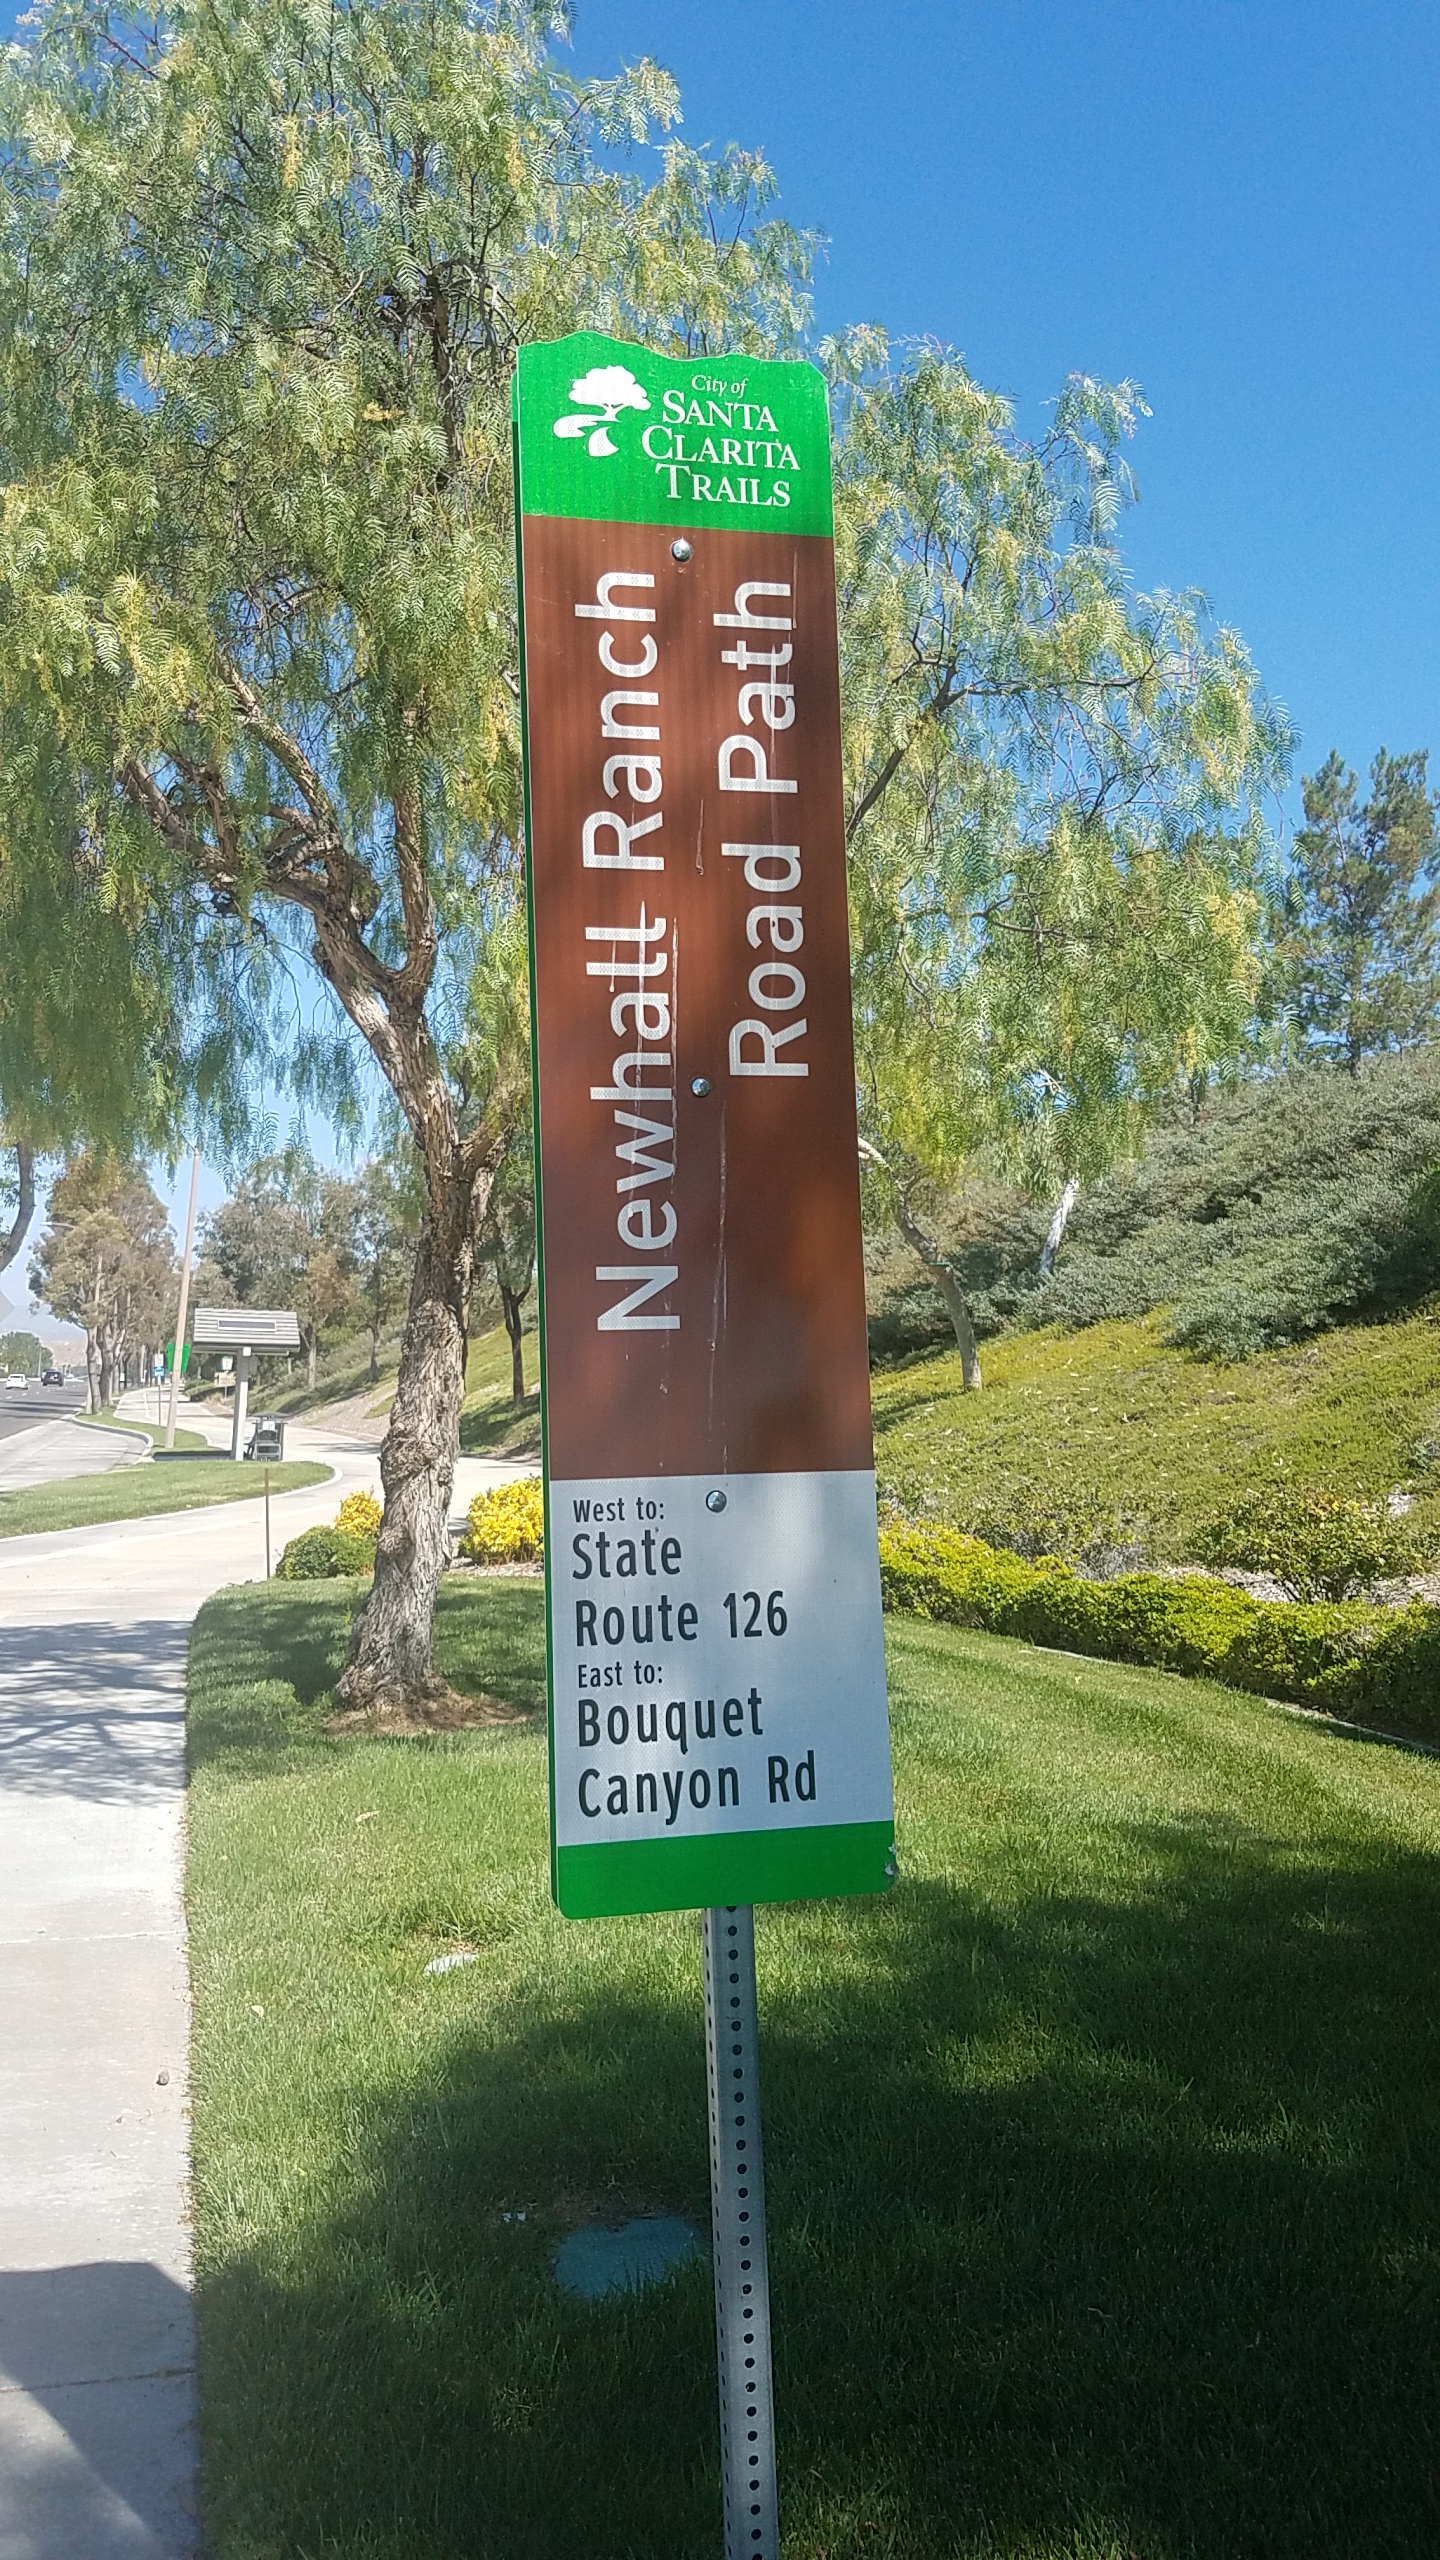 City of
SANTA
CLARITA
TRAILS
Newhall Ranch
Road Path
West to:
State
Route 126
East to:
Bouquet
Canyon Rd